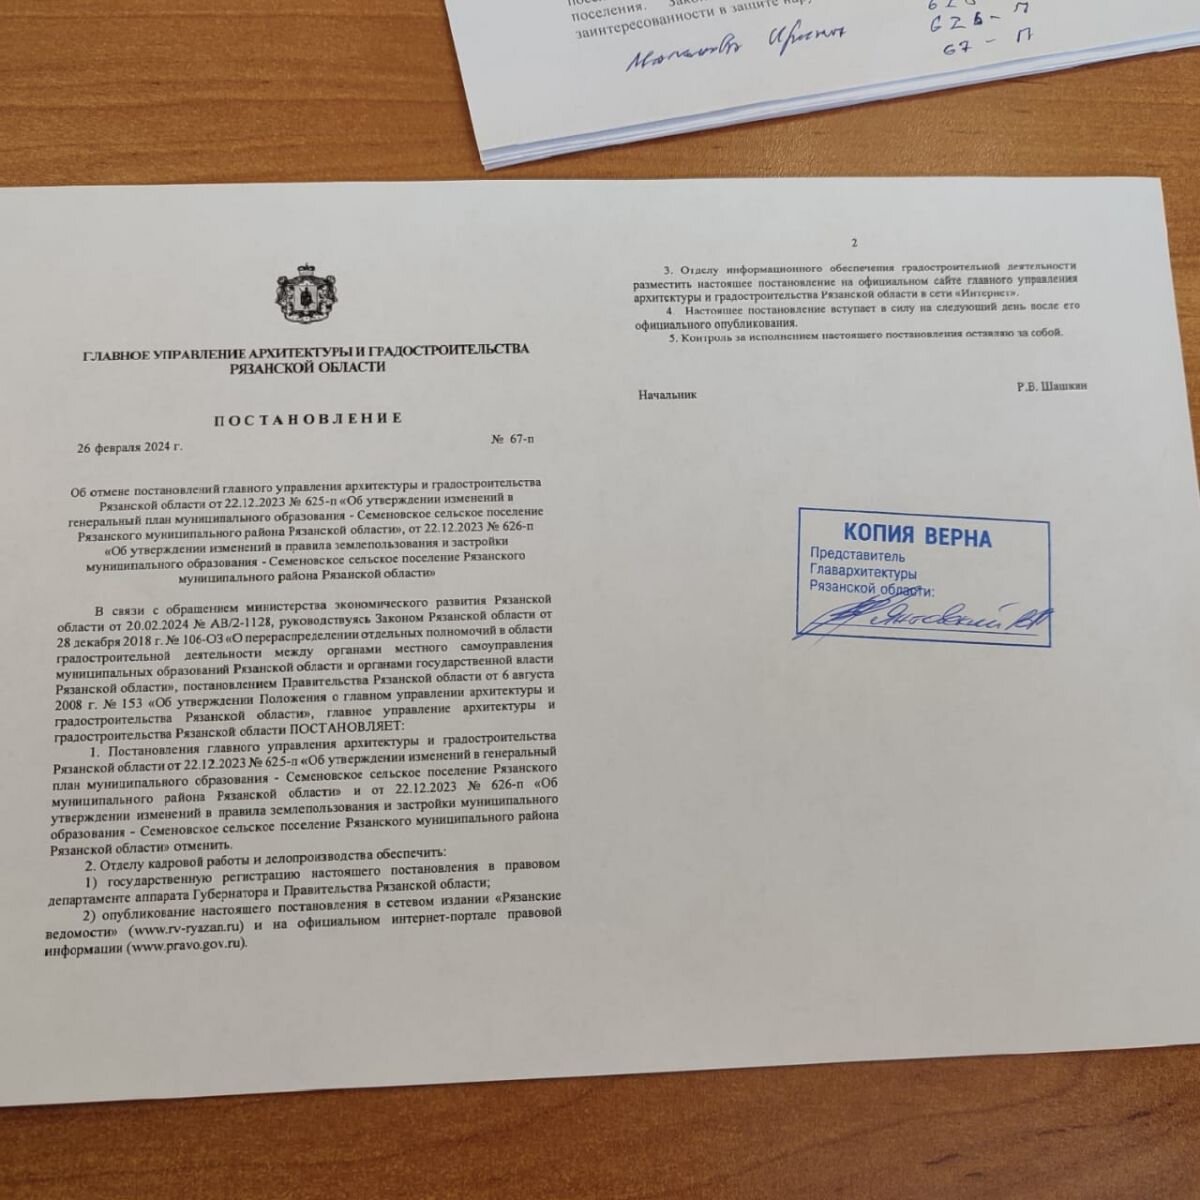 поселения.
заинтересованности в защите
626-П
67-П
ГЛАВНОЕ УПРАВЛЕНИЕ АРХИТЕКТУРЫ И ГРАДОСТРОИТЕЛЬСТВА
РЯЗАНСКОЙ ОБЛАСТИ
ПОСТАНОВЛЕНИЕ
26 февраля 2024 г.
№ 67-п
Об отмене постановлений главного управления архитектуры и градостроительства
Рязанской области от 22.12.2023 № 625-п «Об утверждении изменений в
генеральный план муниципального образования - Семеновское сельское поселение
Рязанского муниципального района Рязанской области», от 22.12.2023 № 626-п
«Об утверждении изменений в правила землепользования и застройки
муниципального образования - Семеновское сельское поселение Рязанского
муниципального района Рязанской области»
В связи с обращением министерства экономического развития Рязанской
области от 20.02.2024 № АВ/2-1128, руководствуясь Законом Рязанской области от
28 декабря 2018 г. № 106-ОЗ «О перераспределении отдельных полномочий в области
градостроительной деятельности между органами местного самоуправления
муниципальных образований Рязанской области и органами государственной власти
Рязанской области», постановлением Правительства Рязанской области от 6 августа
2008 г. № 153 «Об утверждении Положения о главном управлении архитектуры и
градостроительства Рязанской области», главное управление архитектуры и
градостроительства Рязанской области ПОСТАНОВЛЯЕТ:
1. Постановления главного управления архитектуры и градостроительства
Рязанской области от 22.12.2023 № 625-п «Об утверждении изменений в генеральный
план муниципального образования - Семеновское сельское поселение Рязанского
муниципального района Рязанской области» и от 22.12.2023 № 626-п «Об
утверждении изменений в правила землепользования и застройки муниципального
образования - Семеновское сельское поселение Рязанского муниципального района
Рязанской области» отменить.
2. Отделу кадровой работы и делопроизводства обеспечить:
1) государственную регистрацию настоящего постановления в правовом
департаменте аппарата Губернатора и Правительства Рязанской области;
2) опубликование настоящего постановления в сетевом издании «Рязанские
ведомости» (www.rv-ryazan.ru) и на официальном интернет-портале правовой
информации (www.pravo.gov.ru).
2
3. Отделу информационного обеспечения градостроительной деятельности
разместить настоящее постановление на официальном сайте главного управления
архитектуры и градостроительства Рязанской области в сети «Интернет».
4. Настоящее постановление вступает в силу на следующий день после его
официального опубликования.
5. Контроль за исполнением настоящего постановления оставляю за собой.
Начальник
Р.В. Шашкин
КОПИЯ ВЕРНА
Представитель
Главархитектуры
Рязанской области: